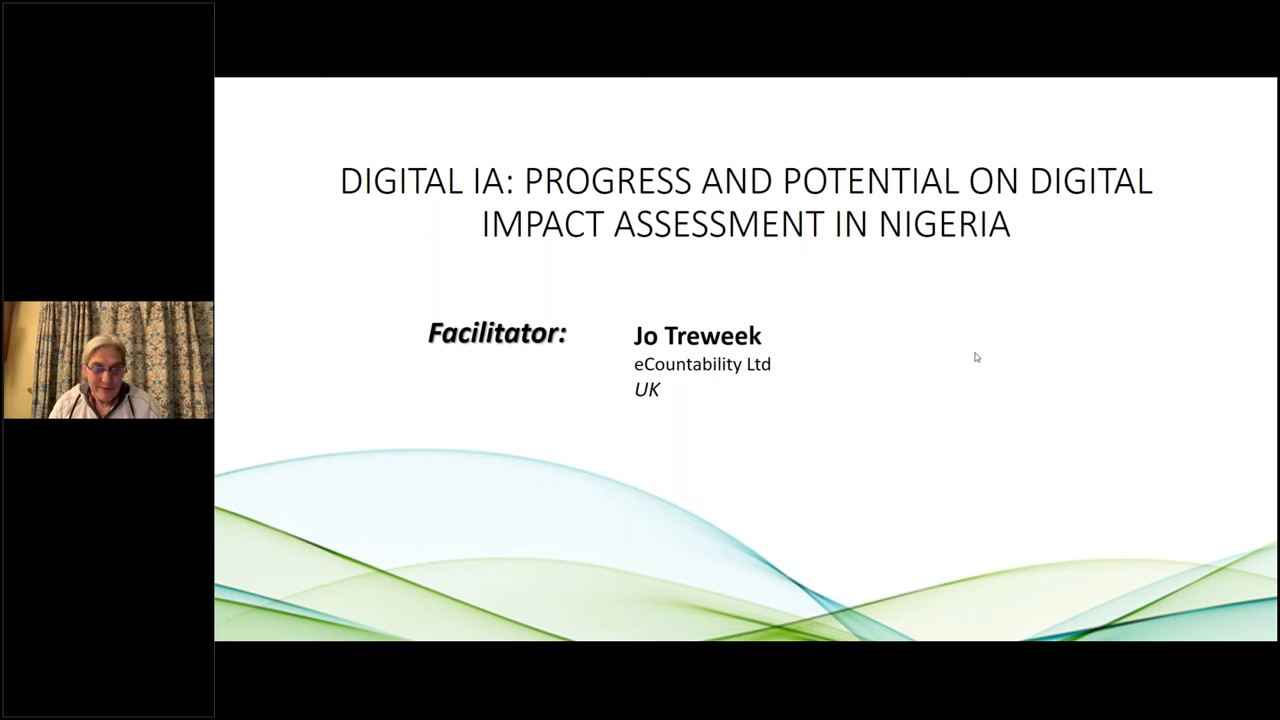 DIGITAL IA: PROGRESS AND POTENTIAL ON DIGITAL
IMPACT ASSESSMENT IN NIGERIA
Facilitator:
Jo Treweek
eCountability Ltd
UK